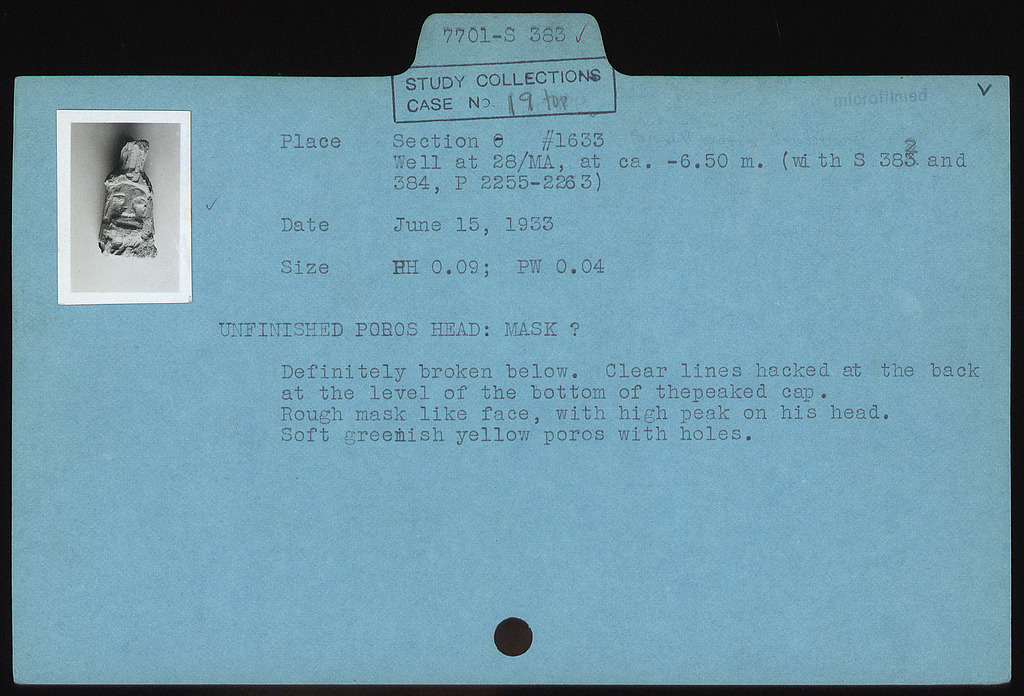 7701-S 383 ✓
STUDY COLLECTIONS
CASE No. 19 top
microfilmed
Place Section Θ #1633
Well at 28/MA, at ca. -6.50 m. (with S 382 and
384, P 2255-2263)
Date June 15, 1933
Size PH 0.09; PW 0.04
UNFINISHED POROS HEAD: MASK ?
Definitely broken below. Clear lines hacked at the back
at the level of the bottom of thepeaked cap.
Rough mask like face, with high peak on his head.
Soft greenish yellow poros with holes.